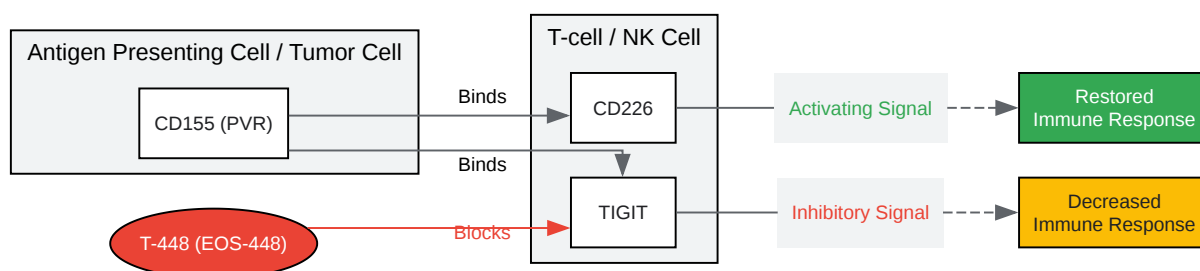 Antigen Presenting Cell / Tumor Cell
CD155 (PVR)
T-cell / NK Cell
Binds
CD226
Activating Signal
Restored
Immune Response
Binds
TIGIT
Inhibitory Signal
Decreased
Immune Response
T-448 (EOS-448)
Blocks